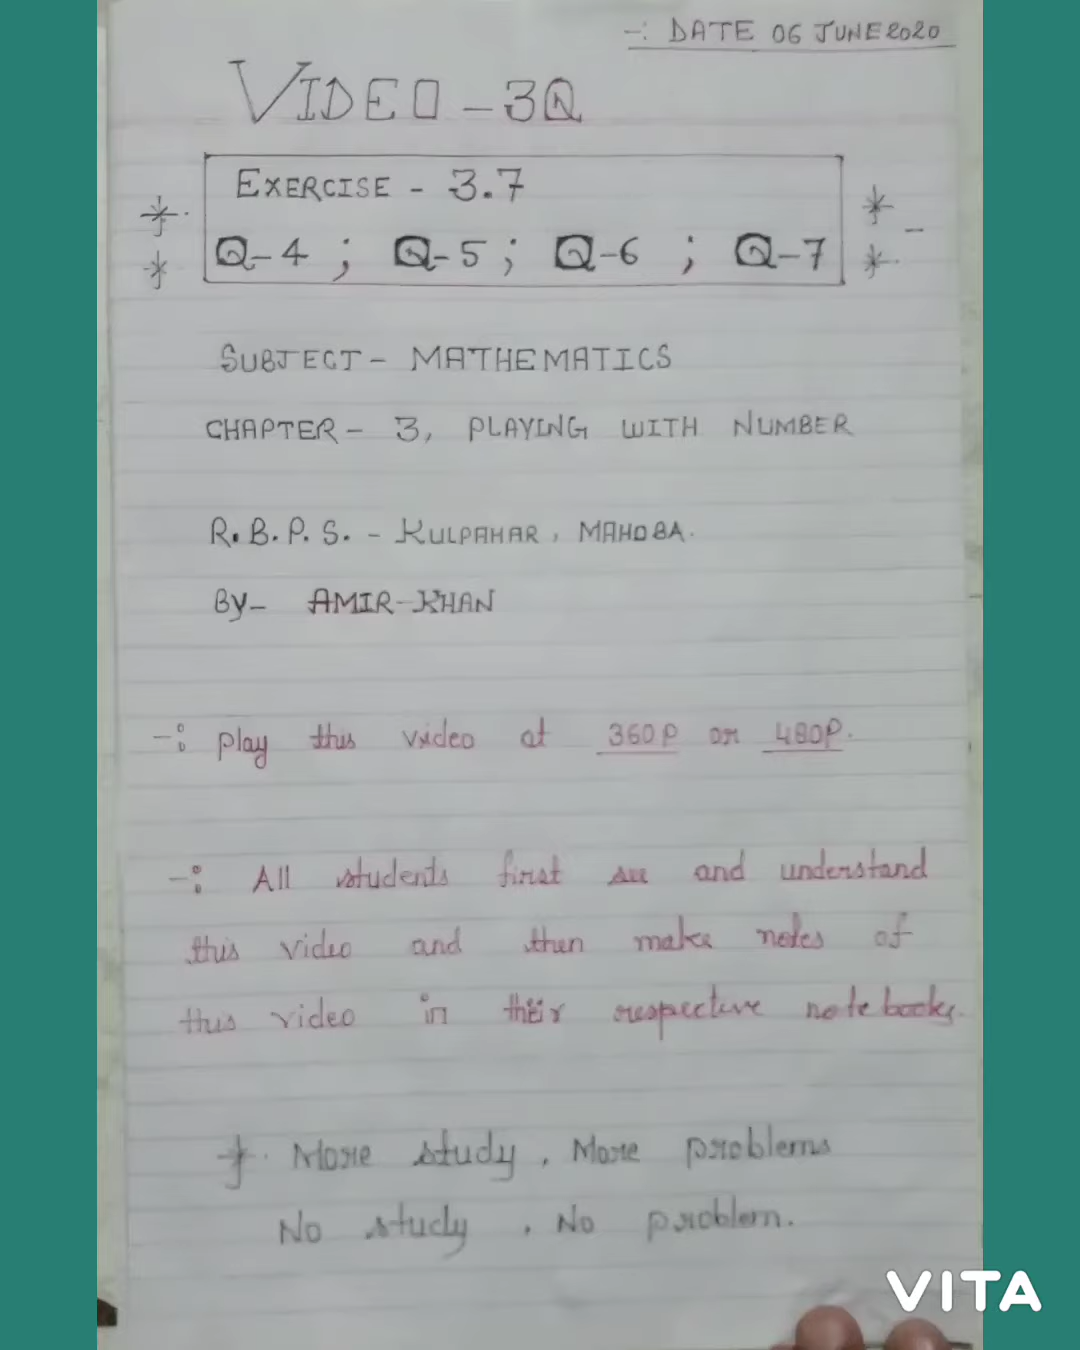 -: DATE 06 JUNE 2020
VIDEO - 3Q
EXERCISE - 3.7
Q-4 ; Q-5 ; Q-6 ; Q-7
SUBJECT - MATHEMATICS
CHAPTER - 3, PLAYING WITH NUMBER
R. B. P. S. - KULPAHAR, MAHOBA.
By- AMIR-KHAN
-: play this video at 360P or 480P.
-: All students first see and understand
this video and then make notes of
this video in their respective notebooks.
* More study, More problems
No study, No problem.
VITA